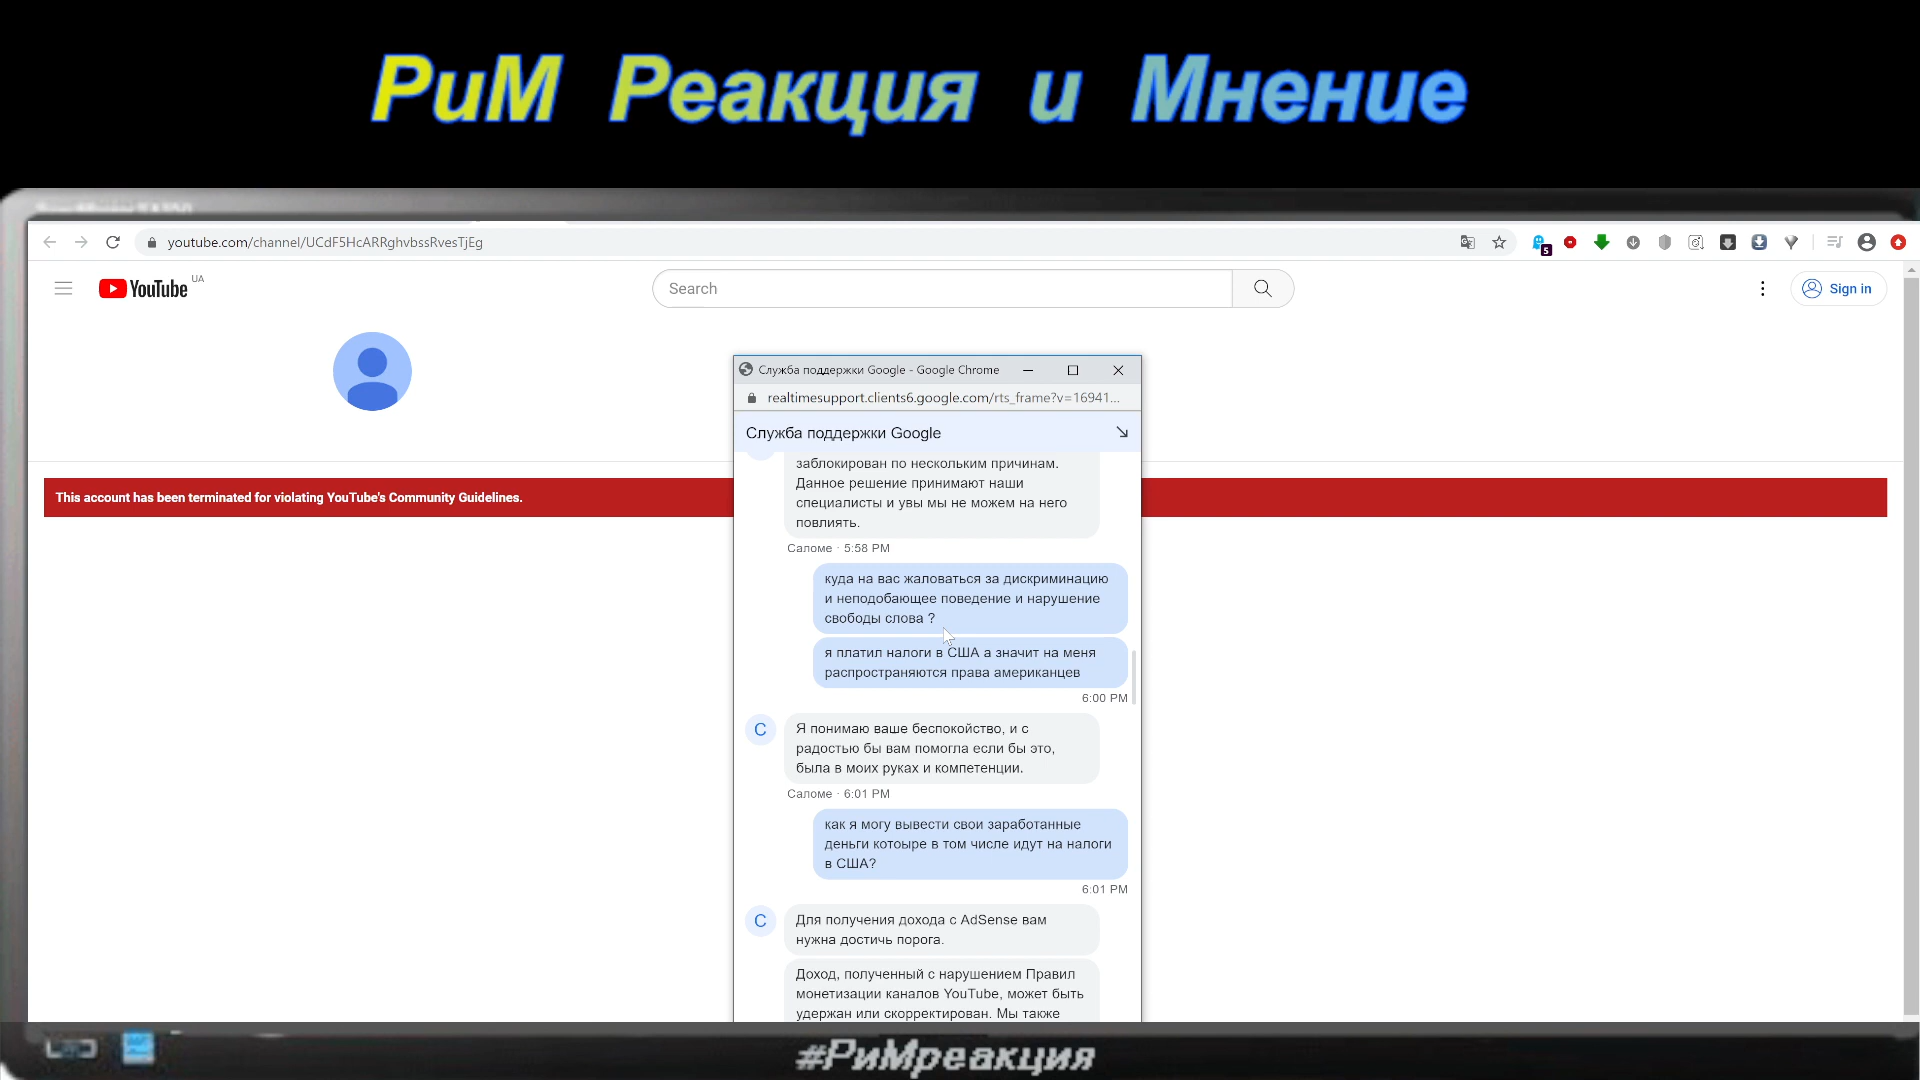 РиМ Реакция и Мнение
youtube.com/channel/UCdF5HcARRghvbssRvesTjEg
5
YouTube UA
Search
Sign in
Служба поддержки Google - Google Chrome
realtimesupport.clients6.google.com/rts_frame?v=16941...
Служба поддержки Google
заблокирован по нескольким причинам.
Данное решение принимают наши
специалисты и увы мы не можем на него
повлиять.
This account has been terminated for violating YouTube's Community Guidelines.
Саломе · 5:58 PM
куда на вас жаловаться за дискриминацию
и неподобающее поведение и нарушение
свободы слова ?
я платил налоги в США а значит на меня
распространяются права американцев
6:00 PM
С
Я понимаю ваше беспокойство, и с
радостью бы вам помогла если бы это,
была в моих руках и компетенции.
Саломе · 6:01 PM
как я могу вывести свои заработанные
деньги котоыре в том числе идут на налоги
в США?
6:01 PM
С
Для получения дохода с AdSense вам
нужна достичь порога.
Доход, полученный с нарушением Правил
монетизации каналов YouTube, может быть
удержан или скорректирован. Мы также
#РиМреакция